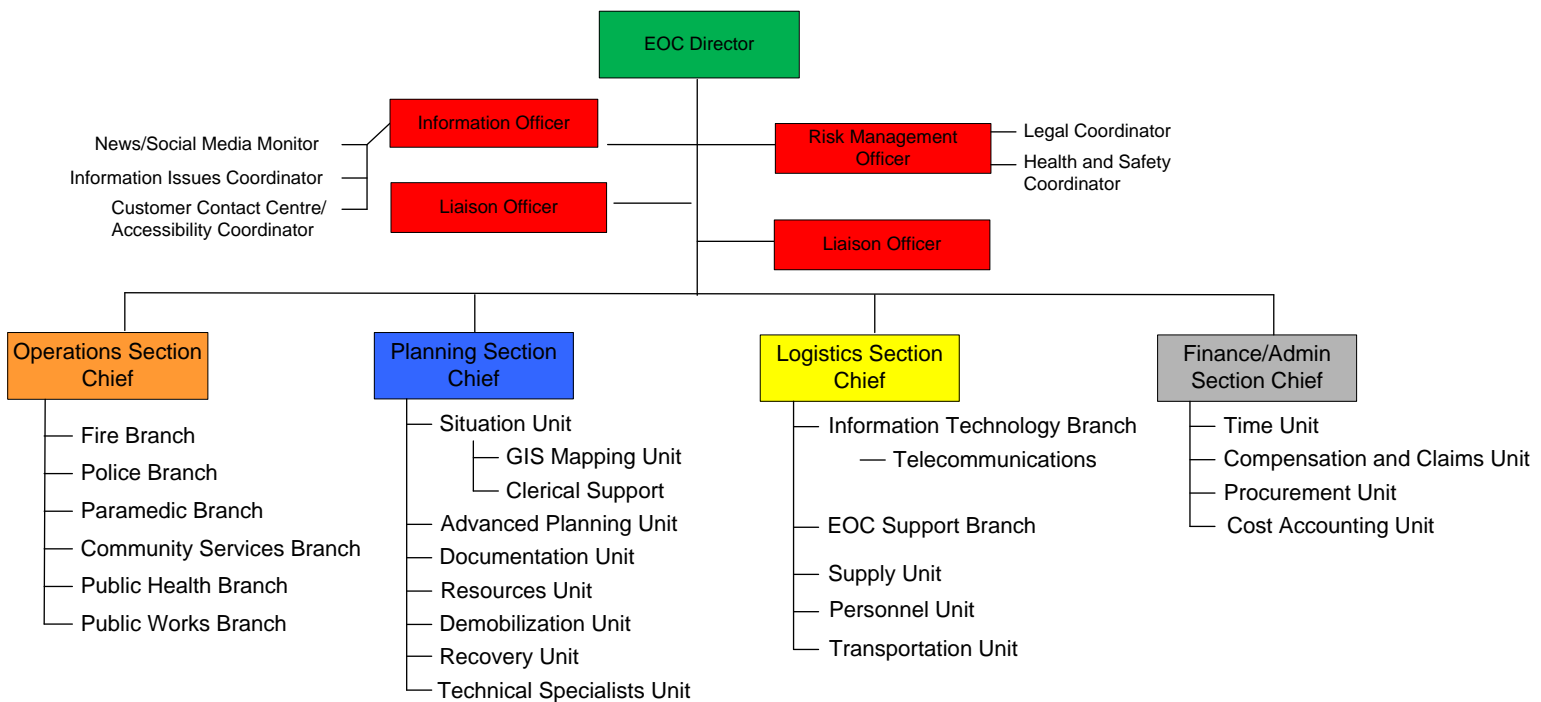 EOC Director
Information Officer
News/Social Media Monitor
Information Issues Coordinator
Customer Contact Centre/
Accessibility Coordinator
Liaison Officer
Risk Management
Officer
Legal Coordinator
Health and Safety
Coordinator
Liaison Officer
Operations Section
Chief
Fire Branch
Police Branch
Paramedic Branch
Community Services Branch
Public Health Branch
Public Works Branch
Planning Section
Chief
Situation Unit
GIS Mapping Unit
Clerical Support
Advanced Planning Unit
Documentation Unit
Resources Unit
Demobilization Unit
Recovery Unit
Technical Specialists Unit
Logistics Section
Chief
Information Technology Branch
Telecommunications
EOC Support Branch
Supply Unit
Personnel Unit
Transportation Unit
Finance/Admin
Section Chief
Time Unit
Compensation and Claims Unit
Procurement Unit
Cost Accounting Unit